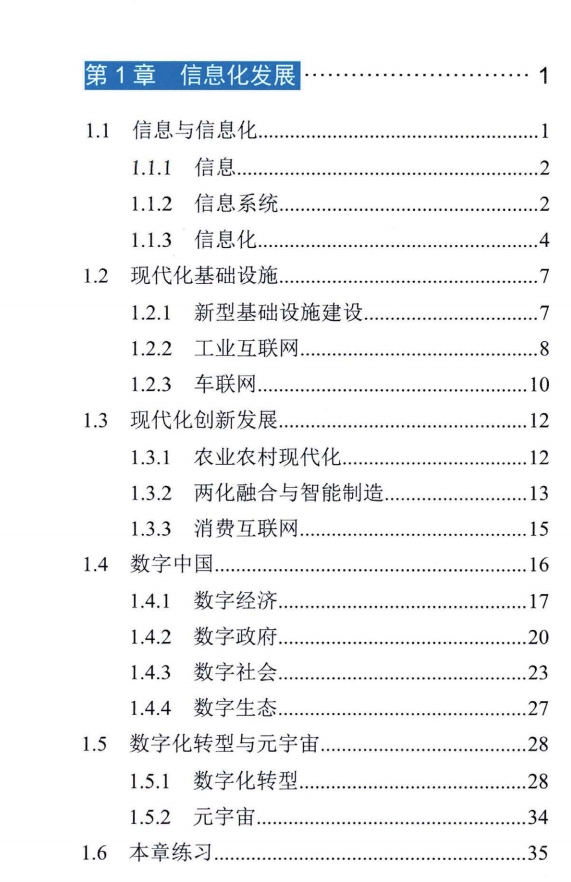 第1章 信息化发展 ………………………… 1
1.1 信息与信息化....................................................1
1.1.1 信息........................................................2
1.1.2 信息系统................................................2
1.1.3 信息化....................................................4
1.2 现代化基础设施................................................7
1.2.1 新型基础设施建设................................7
1.2.2 工业互联网............................................8
1.2.3 车联网..................................................10
1.3 现代化创新发展..............................................12
1.3.1 农业农村现代化..................................12
1.3.2 两化融合与智能制造..........................13
1.3.3 消费互联网..........................................15
1.4 数字中国..........................................................16
1.4.1 数字经济..............................................17
1.4.2 数字政府..............................................20
1.4.3 数字社会..............................................23
1.4.4 数字生态..............................................27
1.5 数字化转型与元宇宙......................................28
1.5.1 数字化转型..........................................28
1.5.2 元宇宙..................................................34
1.6 本章练习..........................................................35